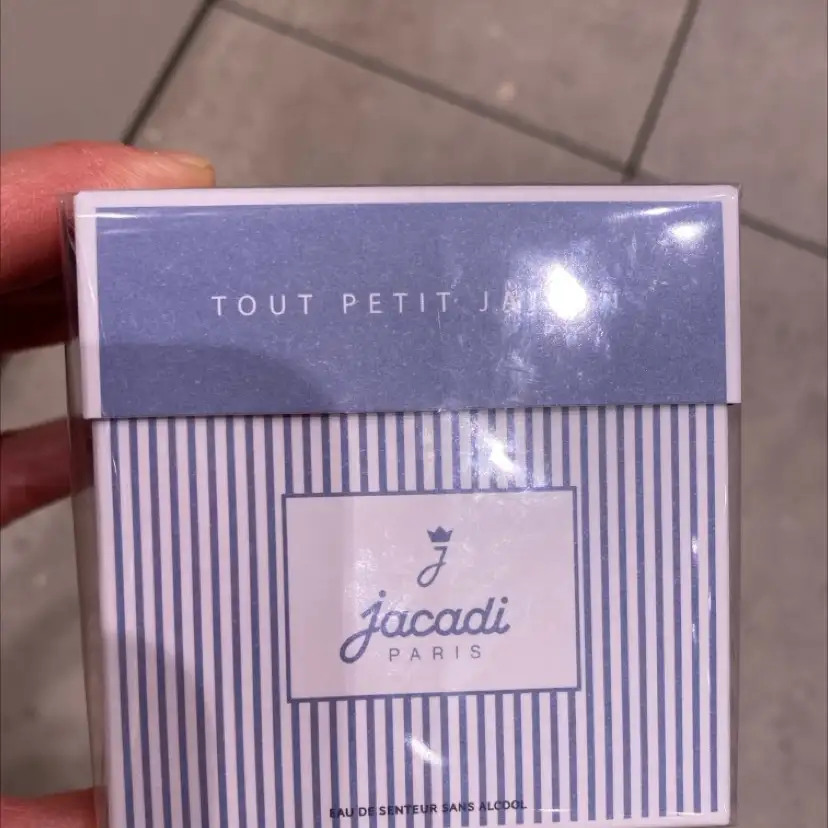 TOUT PETIT
J
jacadi
PARIS
EAU DE SENTEUR SANS ALCOOL